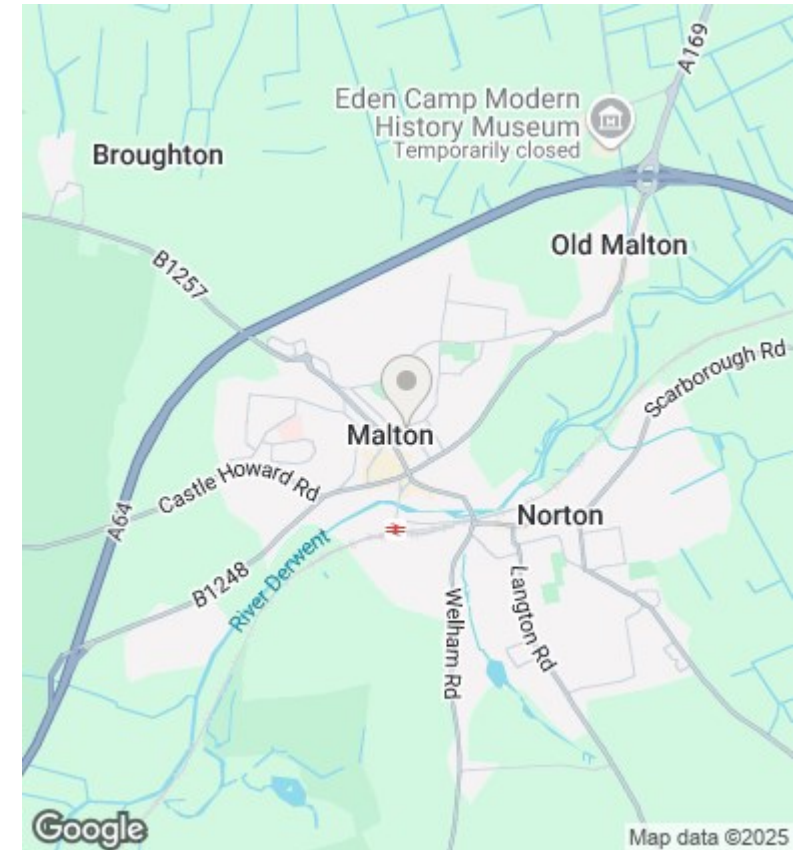 A169
Eden Camp Modern
History Museum
Temporarily closed
Broughton
Old Malton
B1257
Scarborough Rd
Malton
Castle Howard Rd
Norton
A64
River Derwent
B1248
Langton Rd
Welham Rd
Google
Map data ©2025